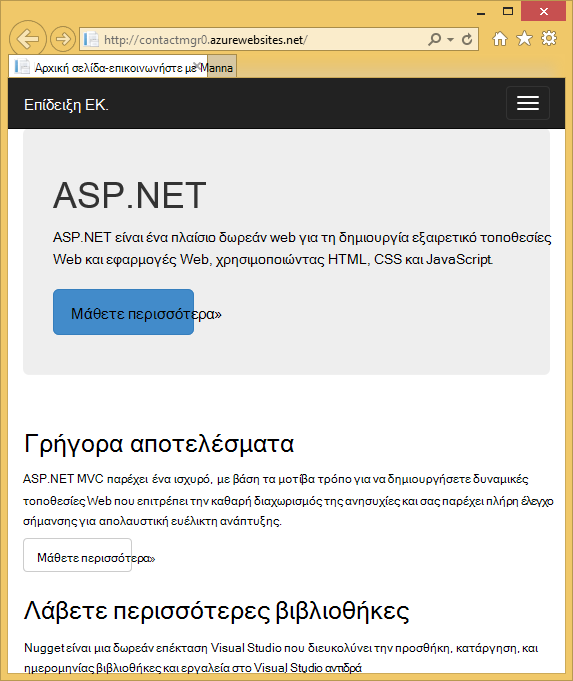 http://contactmgr0.azurewebsites.net/
Αρχική σελίδα-επικοινωνήστε με Manna
Επίδειξη ΕΚ.
ASP.NET
ASP.NET είναι ένα πλαίσιο δωρεάν web για τη δημιουργία εξαιρετικό τοποθεσίες
Web και εφαρμογές Web, χρησιμοποιώντας HTML, CSS και JavaScript.
Μάθετε περισσότερα»
Γρήγορα αποτελέσματα
ASP.NET MVC παρέχει ένα ισχυρό, με βάση τα μοτίβα τρόπο για να δημιουργήσετε δυναμικές
τοποθεσίες Web που επιτρέπει την καθαρή διαχωρισμός της ανησυχίες και σας παρέχει πλήρη έλεγχο
σήμανσης για απολαυστική ευέλικτη ανάπτυξης.
Μάθετε περισσότερα»
Λάβετε περισσότερες βιβλιοθήκες
Nugget είναι μια δωρεάν επέκταση Visual Studio που διευκολύνει την προσθήκη, κατάργηση, και
ημερομηνίας βιβλιοθήκες και εργαλεία στο Visual Studio αντιδρά